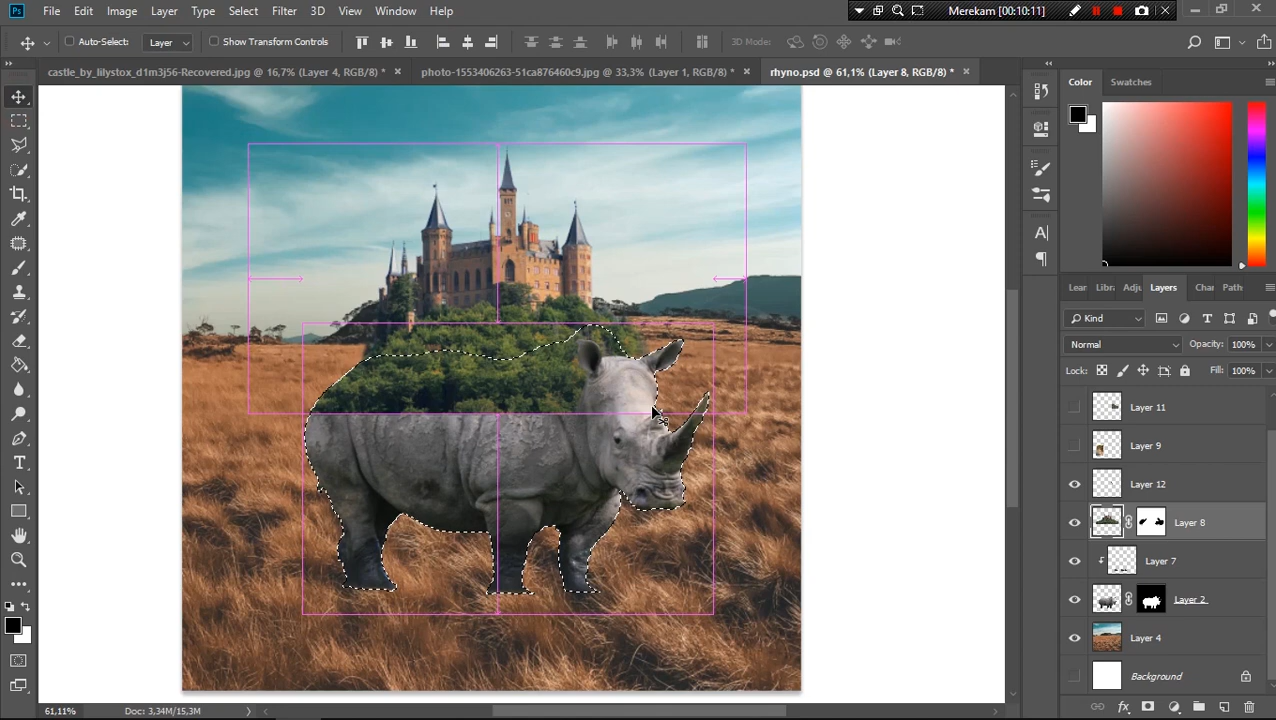 Ps File Edit Image Layer Type Select Filter 3D View Window Help
Merekam [00:10:11]
Auto-Select: Layer Show Transform Controls 3D Mode:
castle_by_lilystox_d1m3j56-Recovered.jpg @ 16,7% (Layer 4, RGB/8) *
photo-1553406263-51ca876460c9.jpg @ 33,3% (Layer 1, RGB/8) *
rhyno.psd @ 61,1% (Layer 8, RGB/8) *
Color Swatches
Lear Libra Adju Layers Cha Path
Kind
Normal Opacity: 100%
Lock: Fill: 100%
Layer 11
Layer 9
Layer 12
Layer 8
Layer 7
Layer 2
Layer 4
Background
61,11% Doc: 3,34M/15,3M
fx